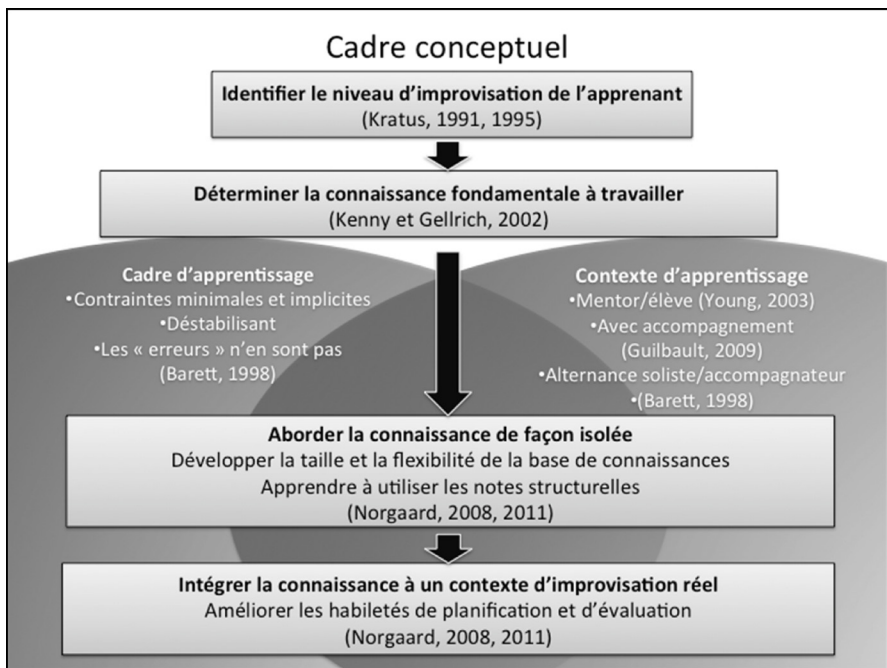 Cadre conceptuel
Identifier le niveau d’improvisation de l’apprenant
(Kratus, 1991, 1995)
Déterminer la connaissance fondamentale à travailler
(Kenny et Gellrich, 2002)
Cadre d’apprentissage
•Contraintes minimales et implicites
•Déstabilisant
•Les « erreurs » n’en sont pas
(Barett, 1998)
Contexte d’apprentissage
•Mentor/élève (Young, 2003)
•Avec accompagnement
(Guilbault, 2009)
•Alternance soliste/accompagnateur
•(Barett, 1998)
Aborder la connaissance de façon isolée
Développer la taille et la flexibilité de la base de connaissances
Apprendre à utiliser les notes structurelles
(Norgaard, 2008, 2011)
Intégrer la connaissance à un contexte d’improvisation réel
Améliorer les habiletés de planification et d’évaluation
(Norgaard, 2008, 2011)